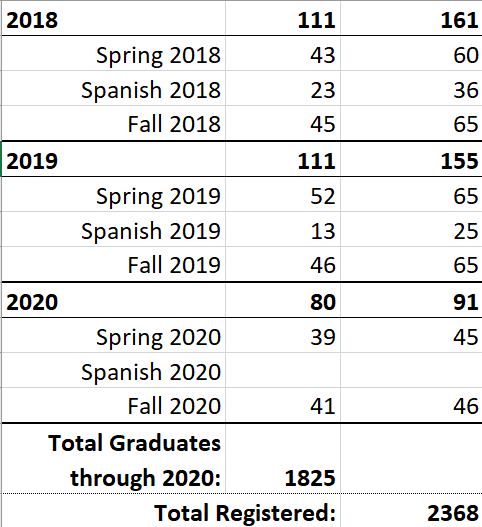 2018 111 161
Spring 2018 43 60
Spanish 2018 23 36
Fall 2018 45 65
2019 111 155
Spring 2019 52 65
Spanish 2019 13 25
Fall 2019 46 65
2020 80 91
Spring 2020 39 45
Spanish 2020
Fall 2020 41 46
Total Graduates
through 2020: 1825
Total Registered: 2368